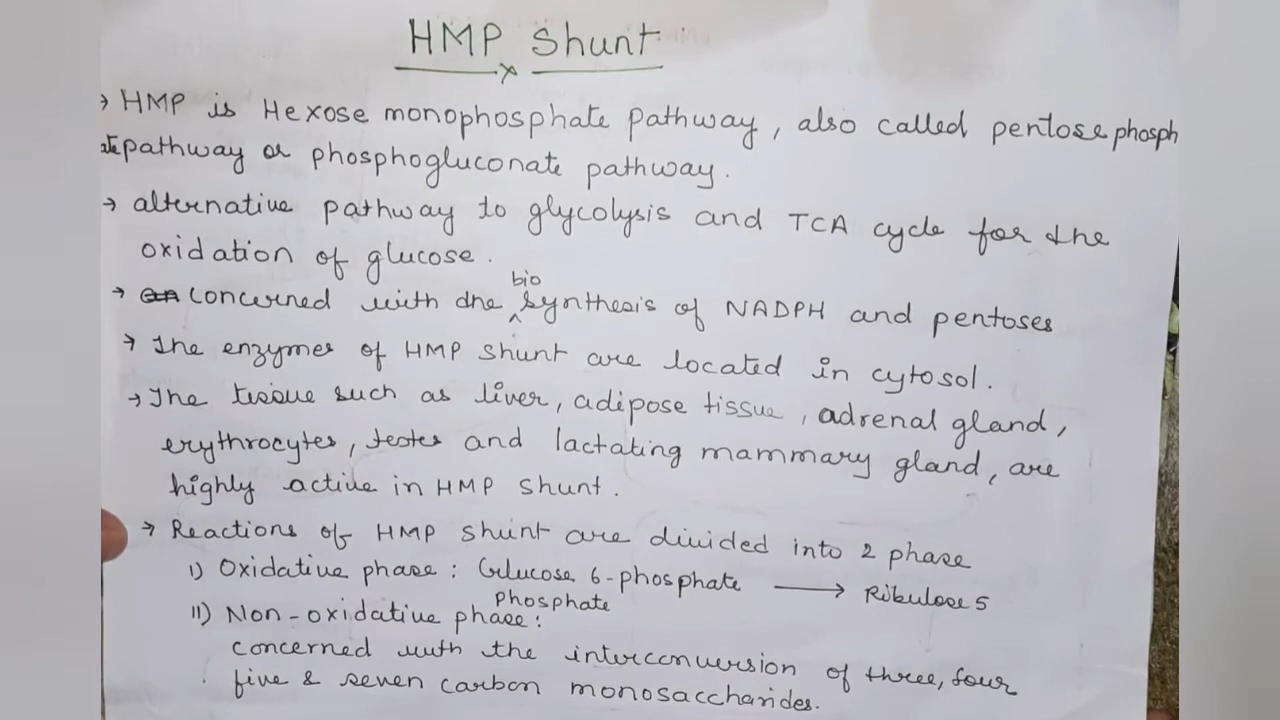 HMP Shunt
→ HMP is Hexose monophosphate pathway, also called pentose phosph
ate pathway or phosphogluconate pathway.
→ alternative pathway to glycolysis and TCA cycle for the
oxidation of glucose.
→ concerned with the biosynthesis of NADPH and pentoses
→ The enzymes of HMP shunt are located in cytosol.
→ The tissue such as liver, adipose tissue, adrenal gland,
erythrocytes, testes and lactating mammary gland, are
highly active in HMP shunt.
→ Reactions of HMP shunt are divided into 2 phase
i) Oxidative phase : Glucose 6-phosphate → Ribulose 5
phosphate
ii) Non-oxidative phase :
concerned with the interconversion of three, four
five & seven carbon monosaccharides.